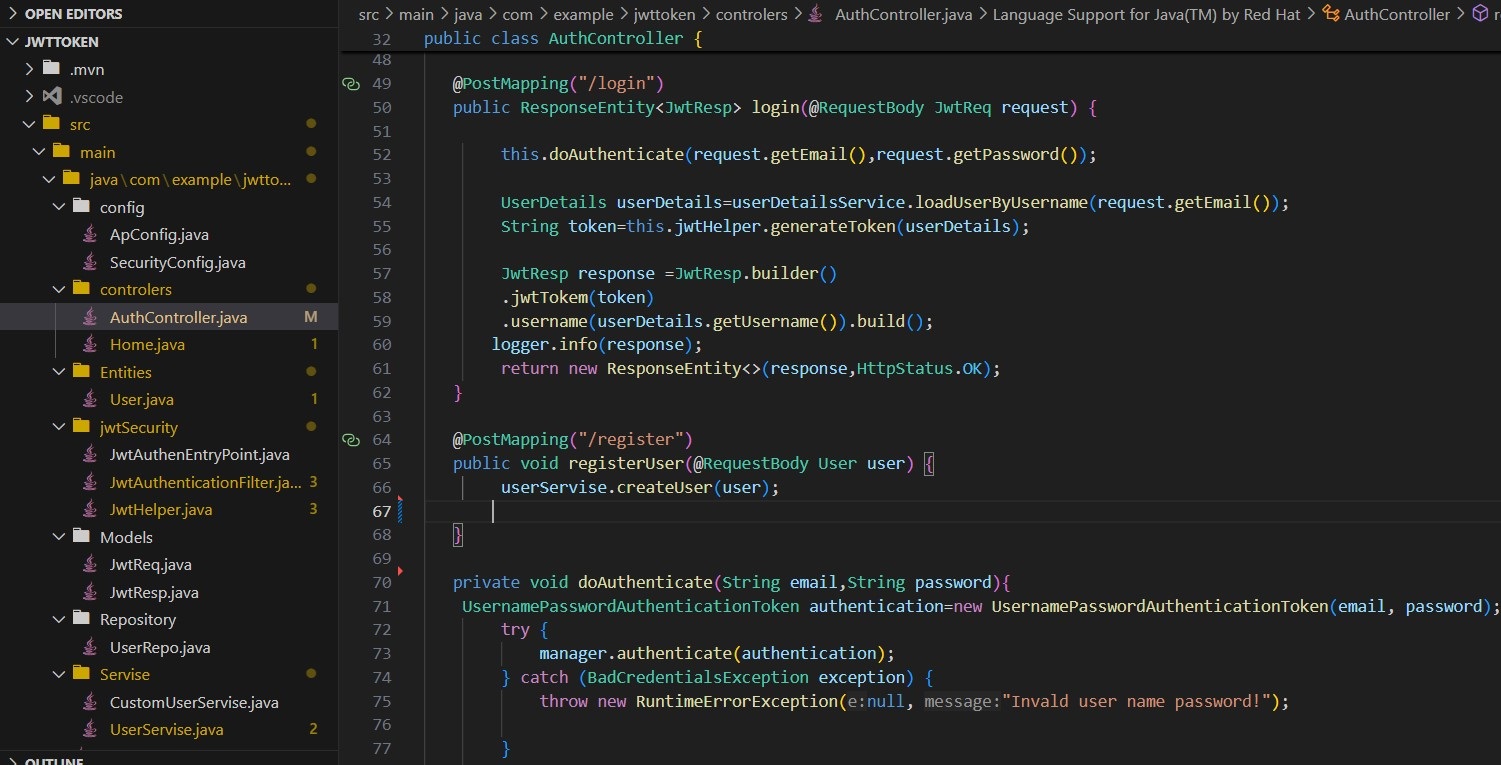 OPEN EDITORS
JWTTOKEN
.mvn
.vscode
src
main
java\com\example\jwtto...
config
ApConfig.java
SecurityConfig.java
controlers
AuthController.java M
Home.java 1
Entities
User.java 1
jwtSecurity
JwtAuthenEntryPoint.java
JwtAuthenticationFilter.ja... 3
JwtHelper.java 3
Models
JwtReq.java
JwtResp.java
Repository
UserRepo.java
Servise
CustomUserServise.java
UserServise.java 2
OUTLINE
src > main > java > com > example > jwttoken > controlers > AuthController.java > Language Support for Java(TM) by Red Hat > AuthController >
32 public class AuthController {
48
49 @PostMapping("/login")
50 public ResponseEntity<JwtResp> login(@RequestBody JwtReq request) {
51
52 this.doAuthenticate(request.getEmail(),request.getPassword());
53
54 UserDetails userDetails=userDetailsService.loadUserByUsername(request.getEmail());
55 String token=this.jwtHelper.generateToken(userDetails);
56
57 JwtResp response =JwtResp.builder()
58 .jwtTokem(token)
59 .username(userDetails.getUsername()).build();
60 logger.info(response);
61 return new ResponseEntity<>(response,HttpStatus.OK);
62 }
63
64 @PostMapping("/register")
65 public void registerUser(@RequestBody User user) {
66 userServise.createUser(user);
67
68 }
69
70 private void doAuthenticate(String email,String password){
71 UsernamePasswordAuthenticationToken authentication=new UsernamePasswordAuthenticationToken(email, password);
72 try {
73 manager.authenticate(authentication);
74 } catch (BadCredentialsException exception) {
75 throw new RuntimeErrorException(e:null, message:"Invald user name password!");
76
77 }